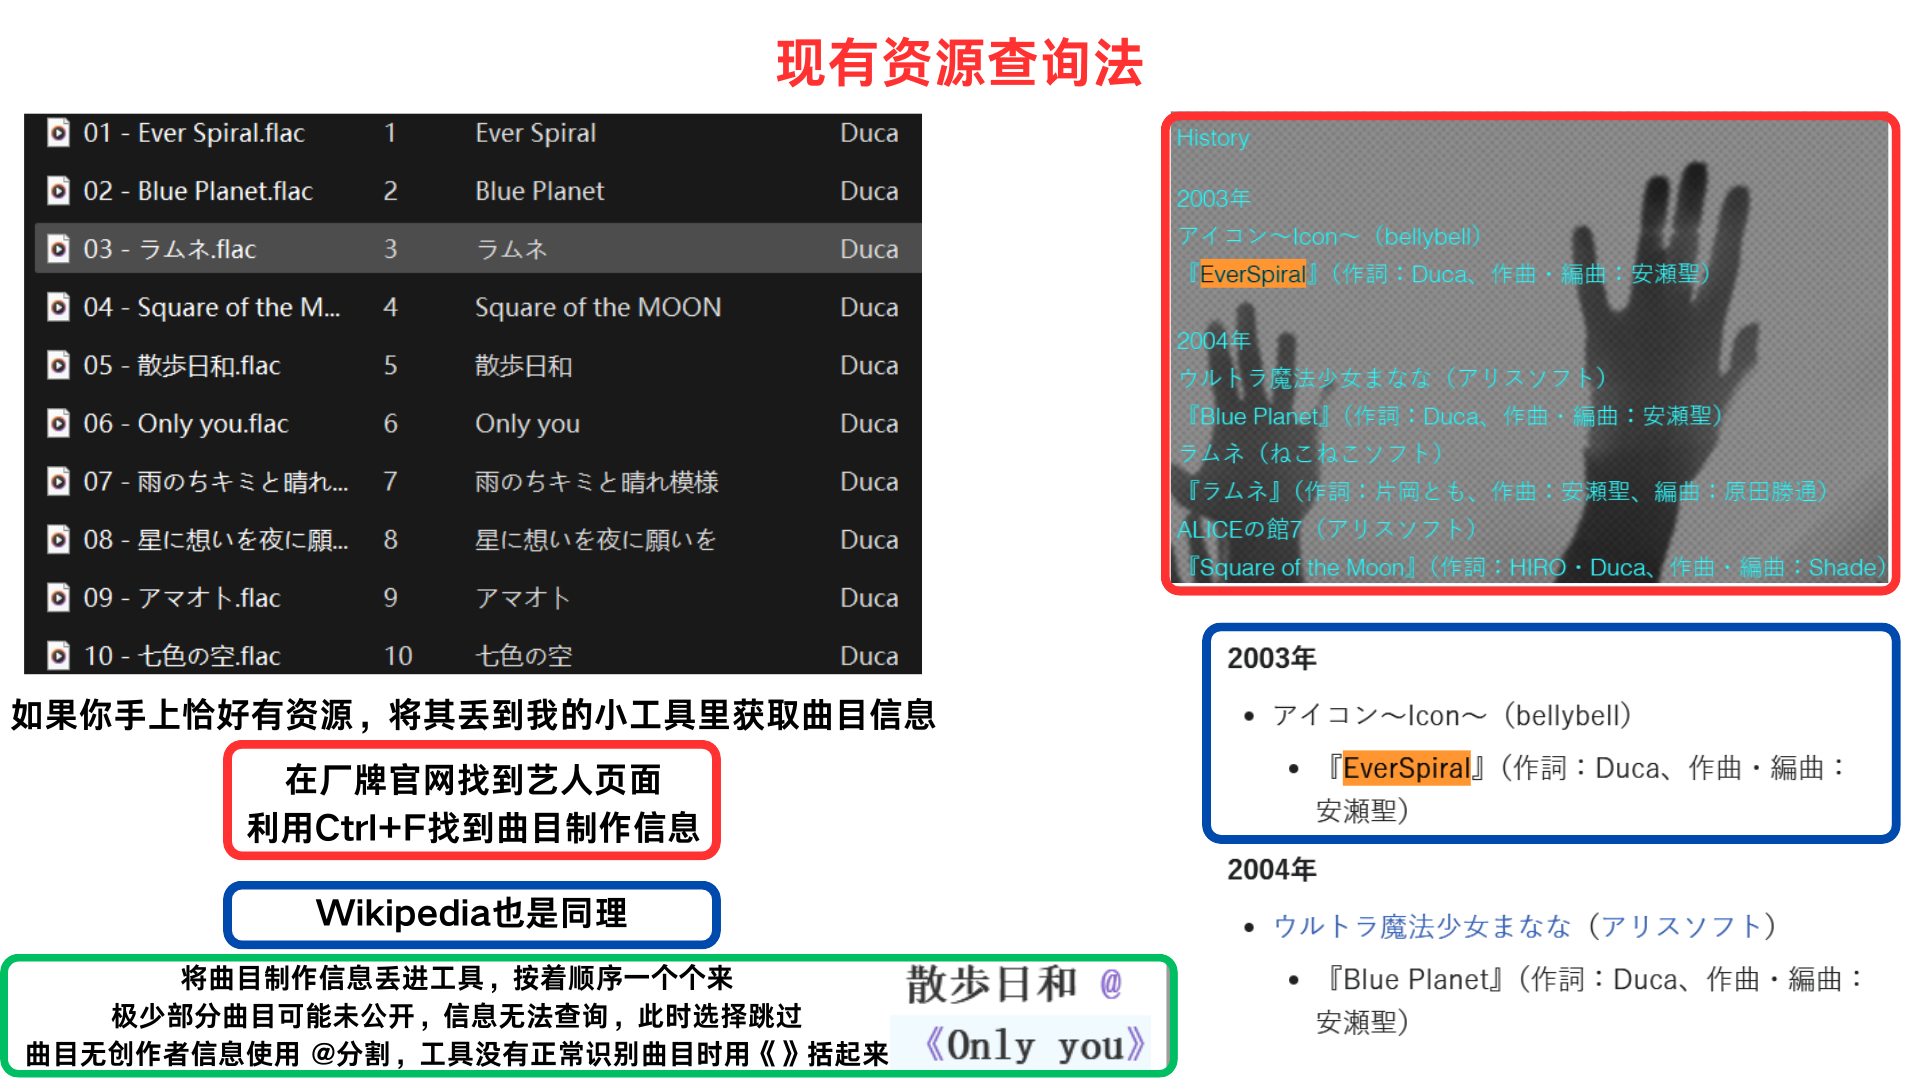 现有资源查询法
01 - Ever Spiral.flac 1 Ever Spiral Duca
02 - Blue Planet.flac 2 Blue Planet Duca
03 - ラムネ.flac 3 ラムネ Duca
04 - Square of the M... 4 Square of the MOON Duca
05 - 散歩日和.flac 5 散歩日和 Duca
06 - Only you.flac 6 Only you Duca
07 - 雨のちキミと晴れ... 7 雨のちキミと晴れ模様 Duca
08 - 星に想いを夜に願... 8 星に想いを夜に願いを Duca
09 - アマオト.flac 9 アマオト Duca
10 - 七色の空.flac 10 七色の空 Duca
如果你手上恰好有资源，将其丢到我的小工具里获取曲目信息
在厂牌官网找到艺人页面
利用Ctrl+F找到曲目制作信息
Wikipedia也是同理
将曲目制作信息丢进工具，按着顺序一个个来
极少部分曲目可能未公开，信息无法查询，此时选择跳过
曲目无创作者信息使用 @分割，工具没有正常识别曲目时用《》括起来
散歩日和 @
《Only you》
History
2003年
アイコン～Icon～（bellybell）
『EverSpiral』（作詞：Duca、作曲・編曲：安瀬聖）
2004年
ウルトラ魔法少女まなな（アリスソフト）
『Blue Planet』（作詞：Duca、作曲・編曲：安瀬聖）
ラムネ（ねこねこソフト）
『ラムネ』（作詞：片岡とも、作曲：安瀬聖、編曲：原田勝通）
ALICEの館7（アリスソフト）
『Square of the Moon』（作詞：HIRO・Duca、作曲・編曲：Shade）
2003年
• アイコン～Icon～（bellybell）
• 『EverSpiral』（作詞：Duca、作曲・編曲：
安瀬聖）
2004年
• ウルトラ魔法少女まなな（アリスソフト）
• 『Blue Planet』（作詞：Duca、作曲・編曲：
安瀬聖）